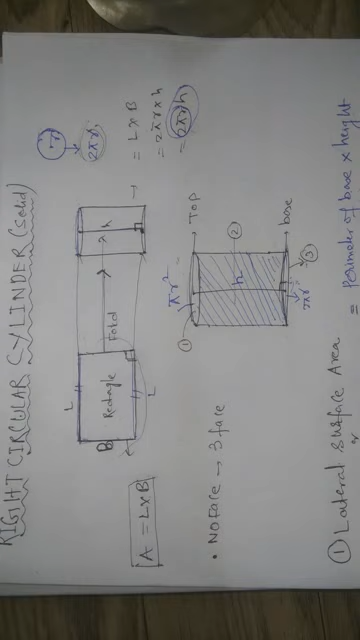 RIGHT CIRCULAR CYLINDER (solid)
r
2πr
A = L×B
L
B
Rectangle
L
Fold
h
→ = L×B
= 2πr×h
= 2πrh
• No Face → 3 face
①
πr²
→ TOP
②
h
→ base
③
πr²
① Lateral Surface Area
or
= Perimeter of base × height